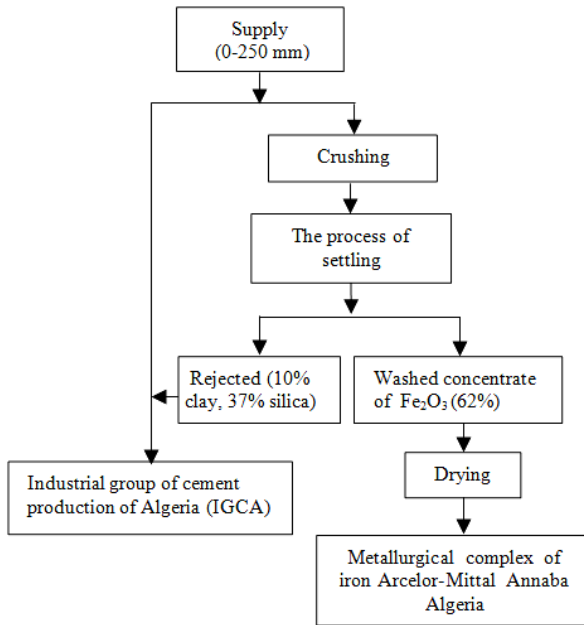 Supply
(0-250 mm)
Crushing
The process of
settling
Rejected (10%
clay, 37% silica)
Washed concentrate
of Fe₂O₃ (62%)
Industrial group of cement
production of Algeria (IGCA)
Drying
Metallurgical complex of
iron Arcelor-Mittal Annaba
Algeria